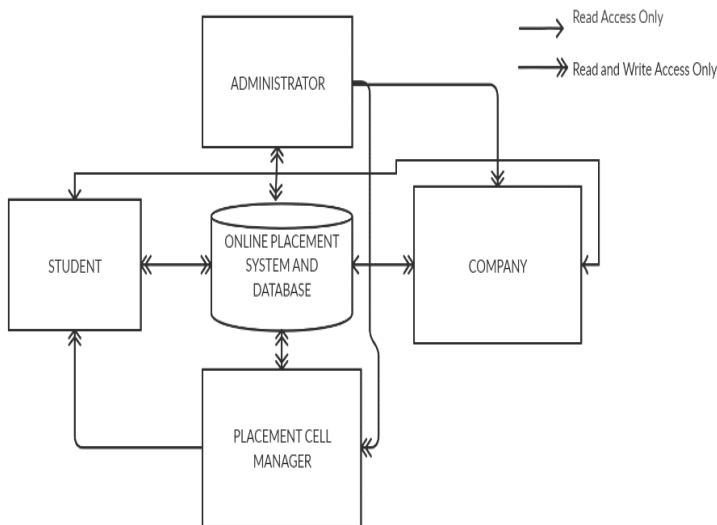 Read Access Only
Read and Write Access Only
ADMINISTRATOR
STUDENT
ONLINE PLACEMENT
SYSTEM AND
DATABASE
COMPANY
PLACEMENT CELL
MANAGER